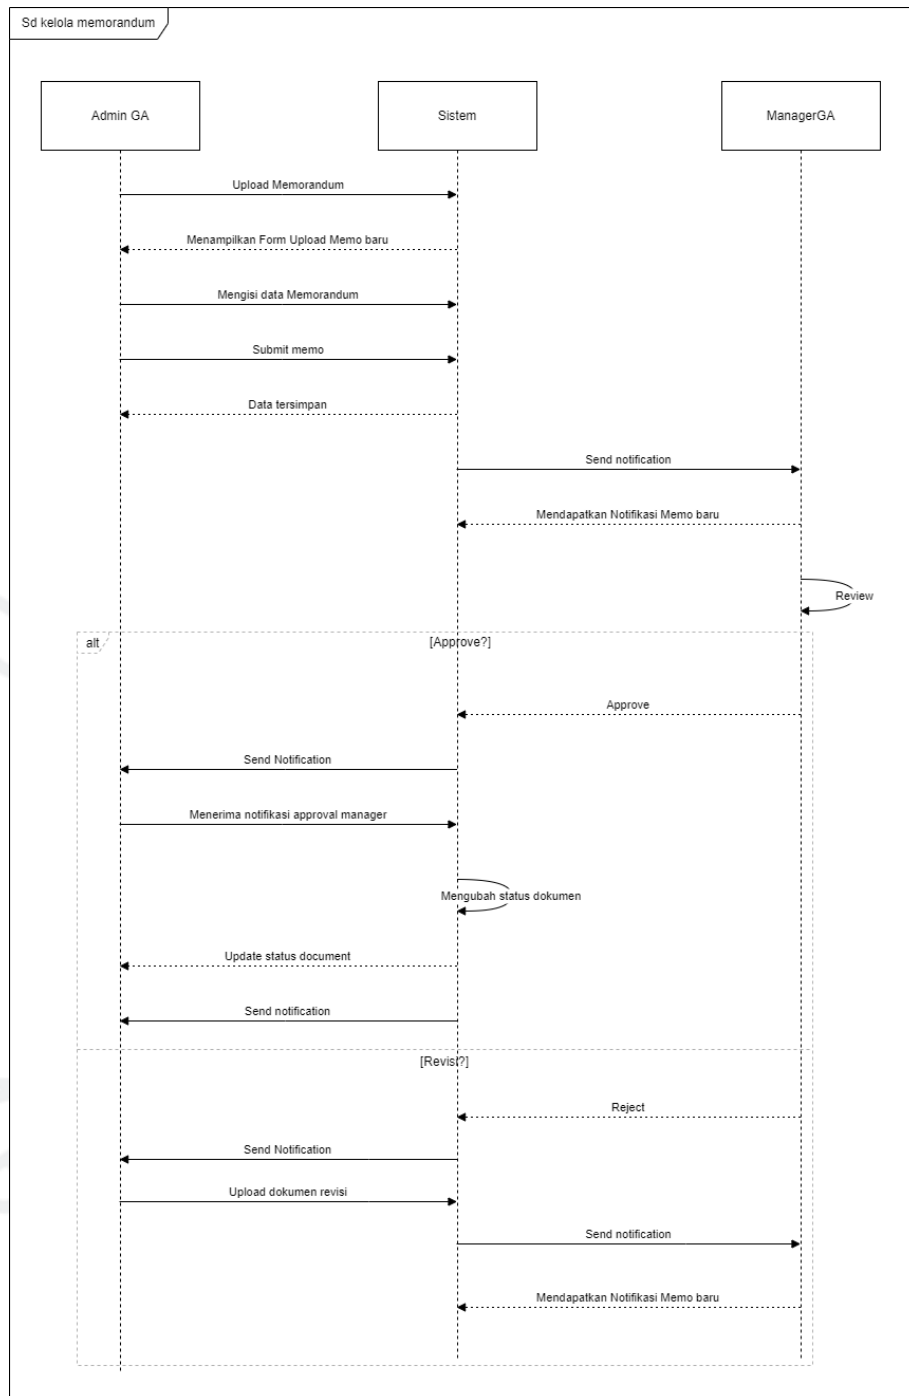 Sd kelola memorandum
Admin GA
Sistem
ManagerGA
Upload Memorandum
Menampilkan Form Upload Memo baru
Mengisi data Memorandum
Submit memo
Data tersimpan
Send notification
Mendapatkan Notifikasi Memo baru
Review
alt
[Approve?]
Approve
Send Notification
Menerima notifikasi approval manager
Mengubah status dokumen
Update status document
Send notification
[Revisi?]
Reject
Send Notification
Upload dokumen revisi
Send notification
Mendapatkan Notifikasi Memo baru